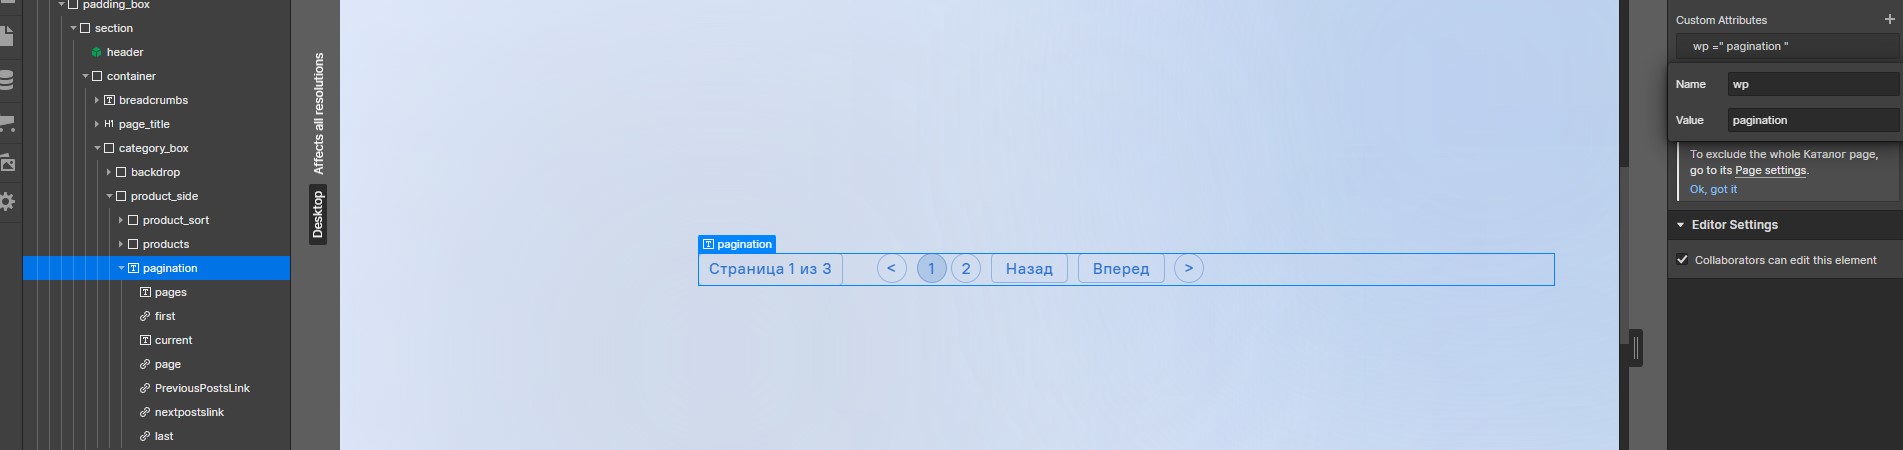 padding_box
section
header
container
breadcrumbs
H1 page_title
category_box
backdrop
product_side
product_sort
products
pagination
pages
first
current
page
PreviousPostsLink
nextpostslink
last
Affects all resolutions
Desktop
pagination
Страница 1 из 3 < 1 2 Назад Вперед >
Custom Attributes +
wp =" pagination "
Name wp
Value pagination
To exclude the whole Каталог page,
go to its Page settings.
Ok, got it
Editor Settings
Collaborators can edit this element